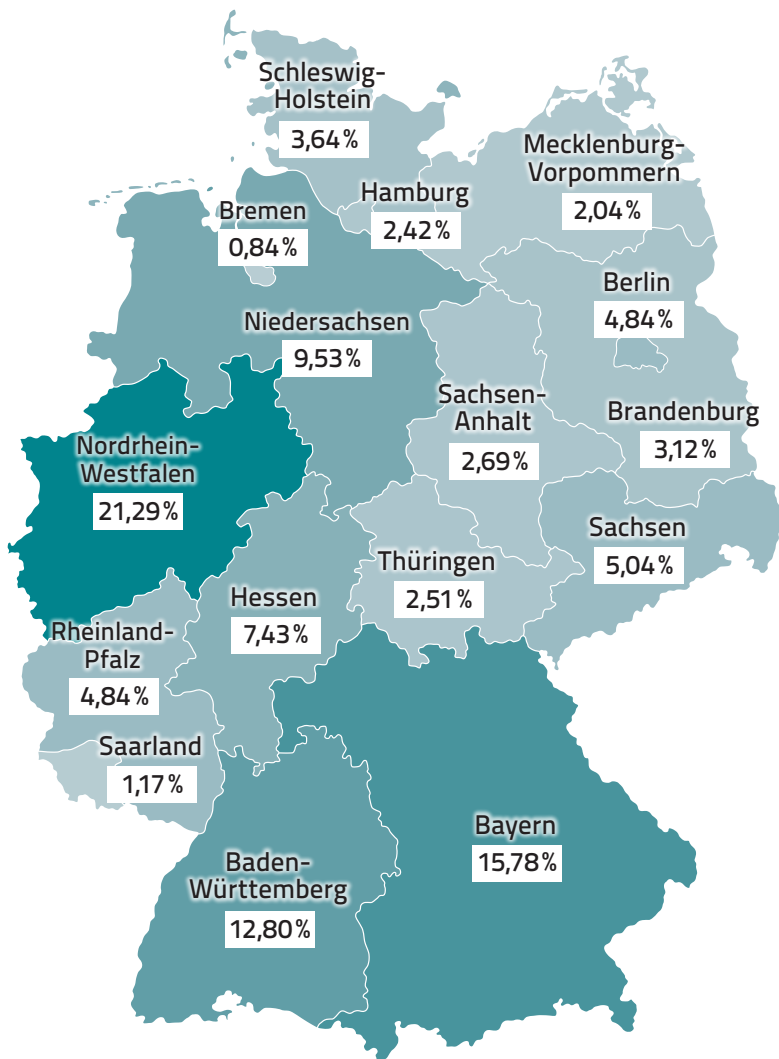 Schleswig-
Holstein
3,64 %
Mecklenburg-
Vorpommern
2,04 %
Hamburg
2,42 %
Bremen
0,84 %
Berlin
4,84 %
Niedersachsen
9,53 %
Sachsen-
Anhalt
2,69 %
Brandenburg
3,12 %
Nordrhein-
Westfalen
21,29 %
Sachsen
5,04 %
Thüringen
2,51 %
Hessen
7,43 %
Rheinland-
Pfalz
4,84 %
Saarland
1,17 %
Bayern
15,78 %
Baden-
Württemberg
12,80 %